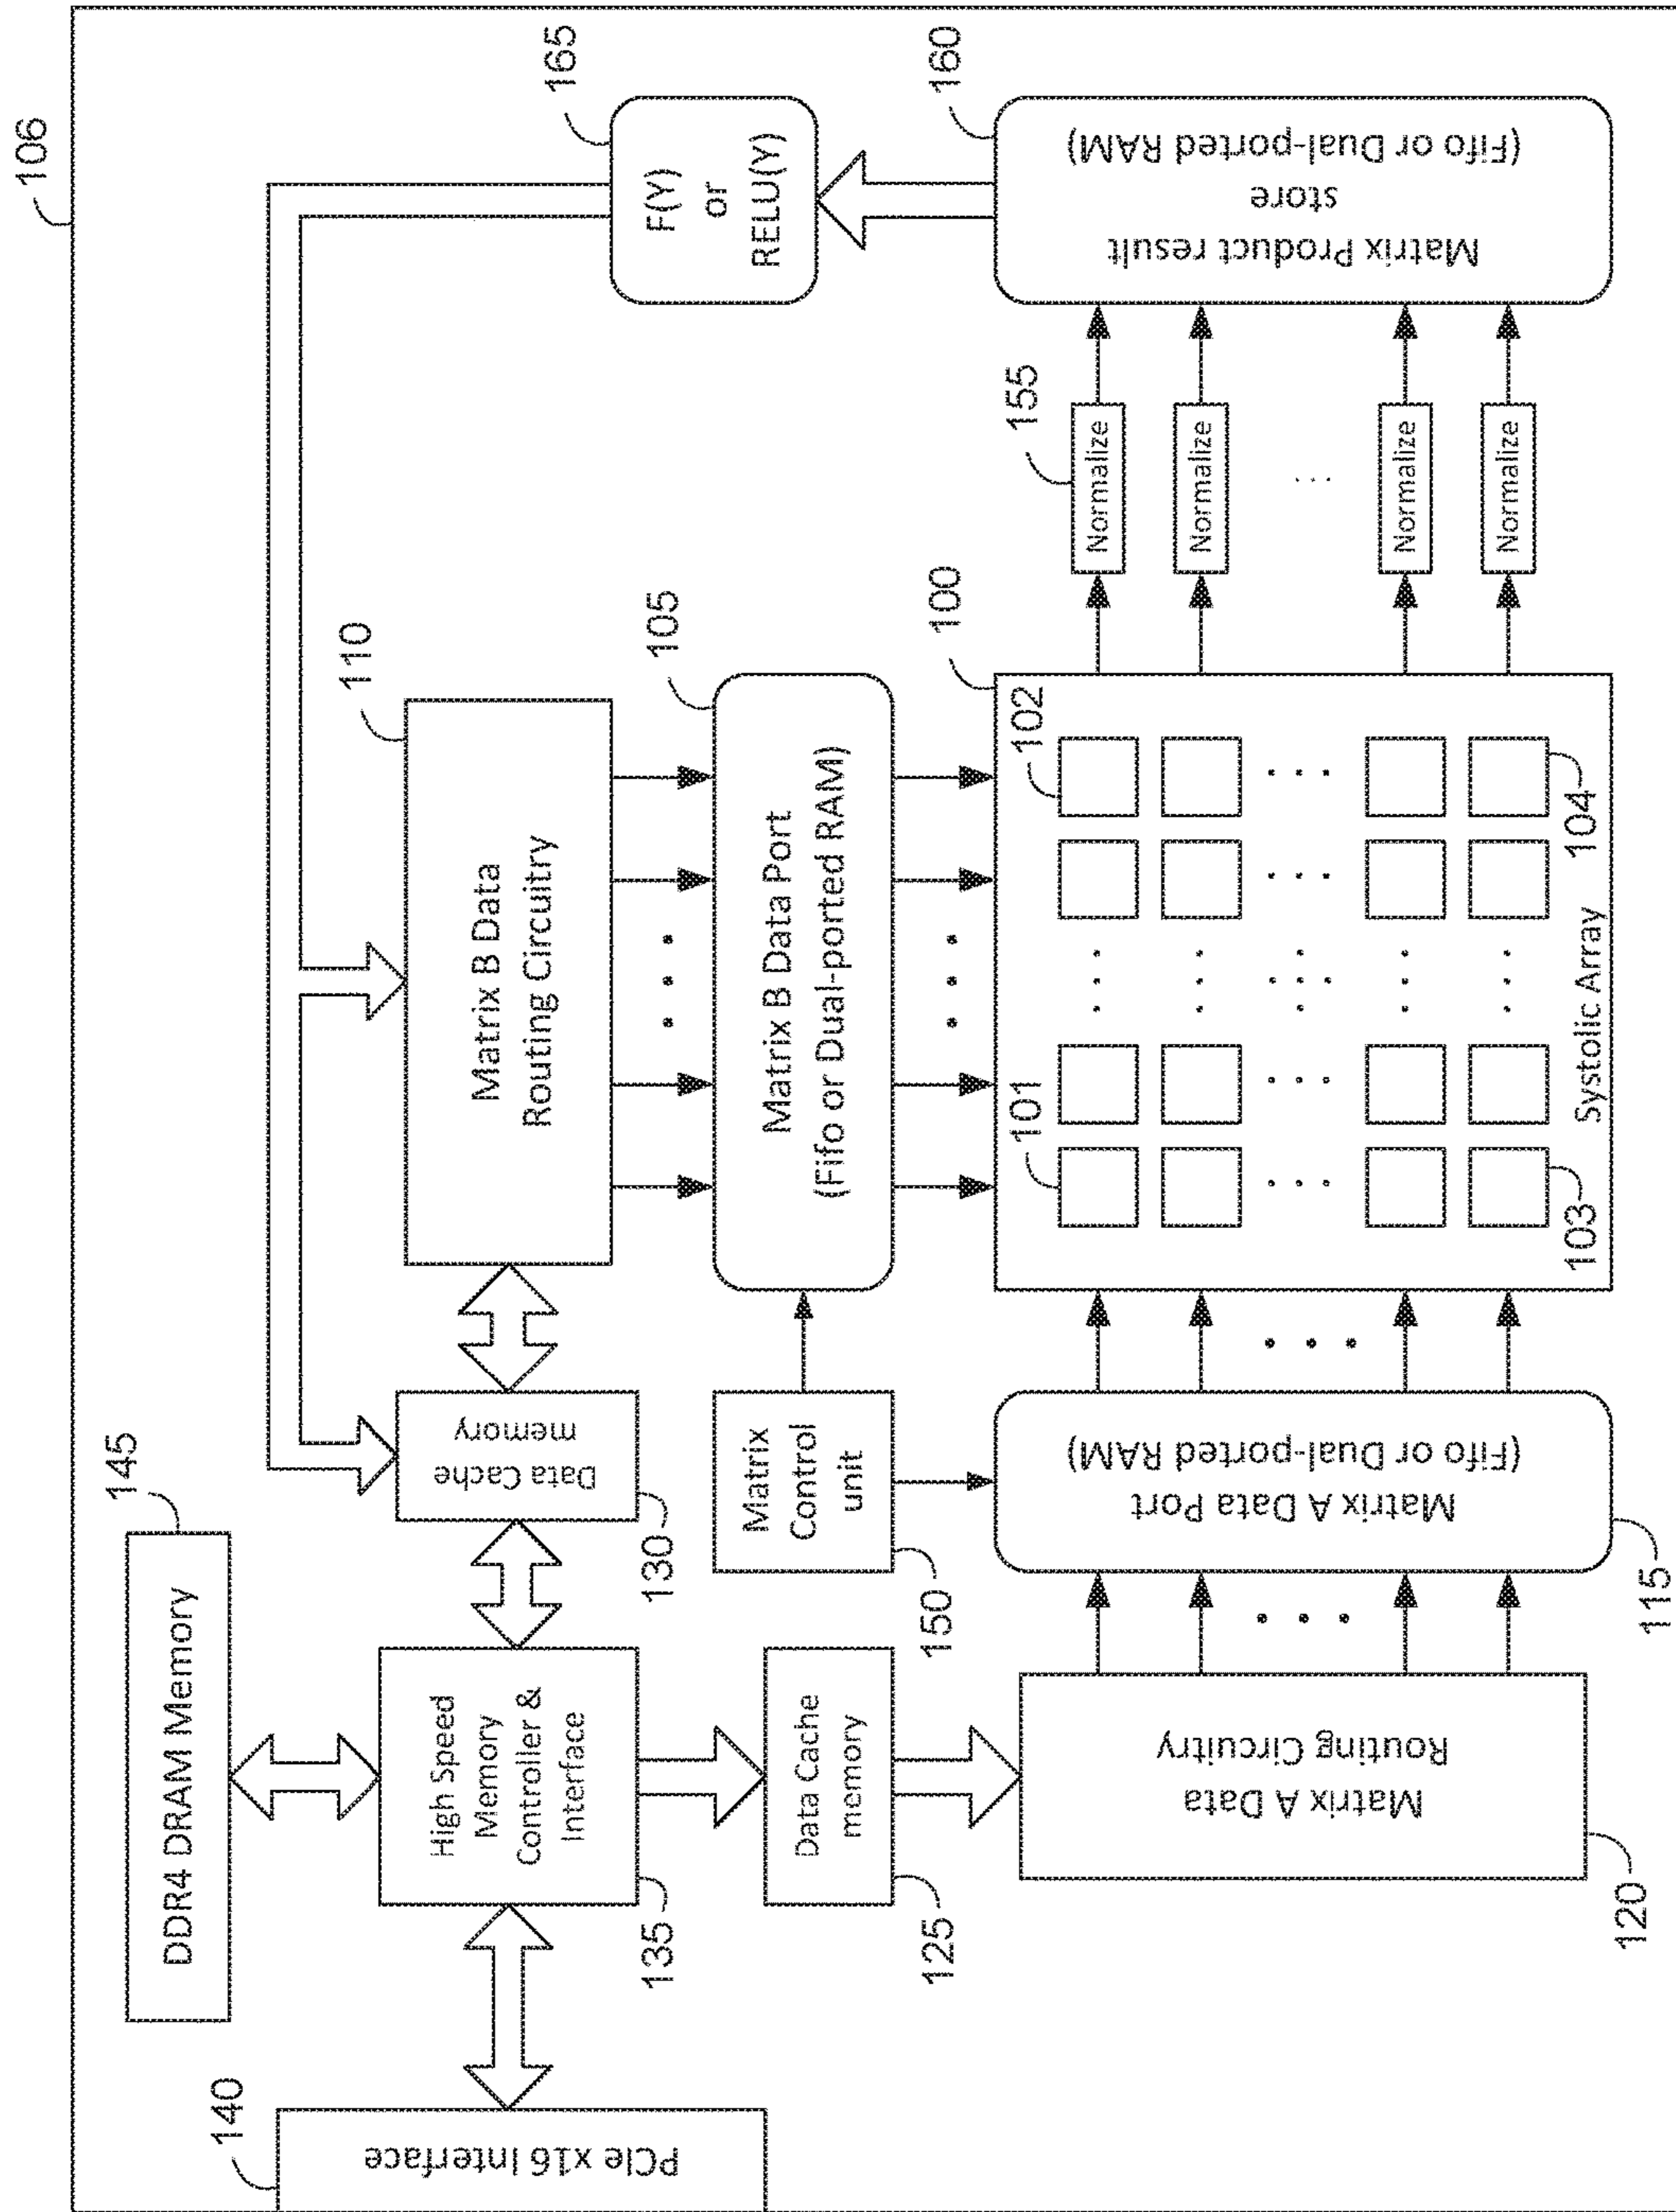 106
140
PCIe x16 Interface
145
DDR4 DRAM Memory
135
High Speed
Memory
Controller &
Interface
130
Data Cache
memory
110
Matrix B Data
Routing Circuitry
165
F(Y)
or
RELU(Y)
125
Data Cache
memory
150
Matrix
Control
unit
105
Matrix B Data Port
(Fifo or Dual-ported RAM)
120
Matrix A Data
Routing Circuitry
115
Matrix A Data Port
(Fifo or Dual-ported RAM)
100
101
102
103
104
Systolic Array
155
Normalize
Normalize
...
Normalize
Normalize
160
Matrix Product result
store
(Fifo or Dual-ported RAM)